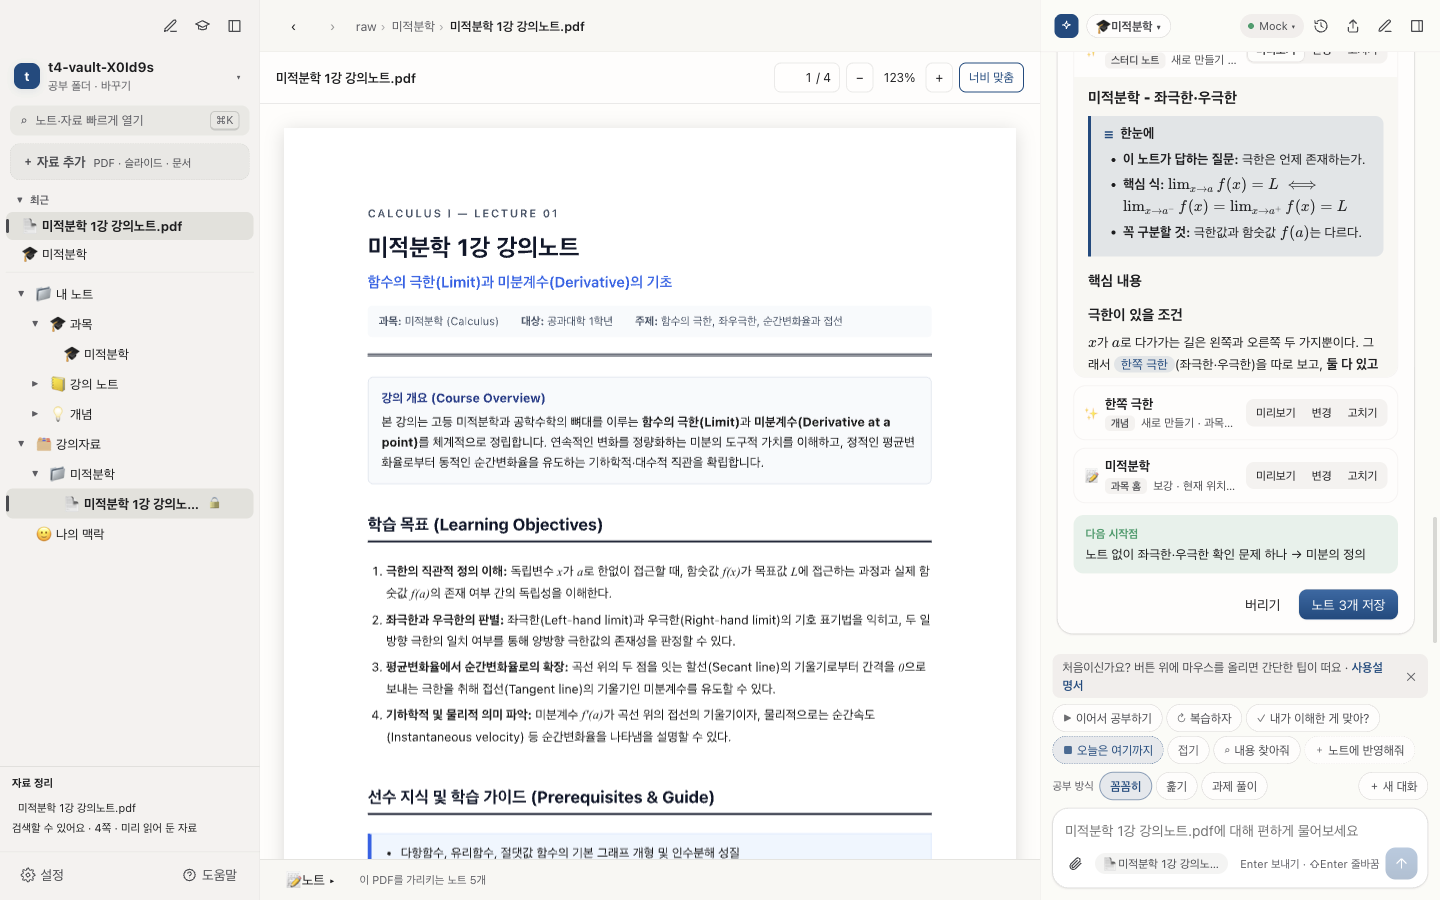 t
t4-vault-X0ld9s
공부 폴더 · 바꾸기
노트·자료 빠르게 열기 ⌘K
+ 자료 추가 PDF · 슬라이드 · 문서
최근
미적분학 1강 강의노트.pdf
미적분학
내 노트
과목
미적분학
강의 노트
개념
강의자료
미적분학
미적분학 1강 강의노...
나의 맥락
자료 정리
미적분학 1강 강의노트.pdf
검색할 수 있어요 · 4쪽 · 미리 읽어 둔 자료
설정 도움말
raw › 미적분학 › 미적분학 1강 강의노트.pdf
미적분학 1강 강의노트.pdf 1 / 4 − 123% + 너비 맞춤
CALCULUS I — LECTURE 01
미적분학 1강 강의노트
함수의 극한(Limit)과 미분계수(Derivative)의 기초
과목: 미적분학 (Calculus) 대상: 공과대학 1학년 주제: 함수의 극한, 좌우극한, 순간변화율과 접선
강의 개요 (Course Overview)
본 강의는 고등 미적분학과 공학수학의 뼈대를 이루는 함수의 극한(Limit)과 미분계수(Derivative at a
point)를 체계적으로 정립합니다. 연속적인 변화를 정량화하는 미분의 도구적 가치를 이해하고, 정적인 평균변
화율로부터 동적인 순간변화율을 유도하는 기하학적·대수적 직관을 확립합니다.
학습 목표 (Learning Objectives)
1. 극한의 직관적 정의 이해: 독립변수 x가 a로 한없이 접근할 때, 함숫값 f(x)가 목표값 L에 접근하는 과정과 실제 함
숫값 f(a)의 존재 여부 간의 독립성을 이해한다.
2. 좌극한과 우극한의 판별: 좌극한(Left-hand limit)과 우극한(Right-hand limit)의 기호 표기법을 익히고, 두 일
방향 극한의 일치 여부를 통해 양방향 극한값의 존재성을 판정할 수 있다.
3. 평균변화율에서 순간변화율로의 확장: 곡선 위의 두 점을 잇는 할선(Secant line)의 기울기로부터 간격을 0으로
보내는 극한을 취해 접선(Tangent line)의 기울기인 미분계수를 유도할 수 있다.
4. 기하학적 및 물리적 의미 파악: 미분계수 f′(a)가 곡선 위의 접선의 기울기이자, 물리적으로는 순간속도
(Instantaneous velocity) 등 순간변화율을 나타냄을 설명할 수 있다.
선수 지식 및 학습 가이드 (Prerequisites & Guide)
• 다항함수, 유리함수, 절댓값 함수의 기본 그래프 개형 및 인수분해 성질
노트 ▸ 이 PDF를 가리키는 노트 5개
미적분학 Mock
스터디 노트 새로 만들기 ...
미적분학 - 좌극한·우극한
한눈에
• 이 노트가 답하는 질문: 극한은 언제 존재하는가.
• 핵심 식: lim x→a f(x) = L ⟺
lim x→a⁻ f(x) = lim x→a⁺ f(x) = L
• 꼭 구분할 것: 극한값과 함숫값 f(a)는 다르다.
핵심 내용
극한이 있을 조건
x가 a로 다가가는 길은 왼쪽과 오른쪽 두 가지뿐이다. 그
래서 한쪽 극한 (좌극한·우극한)을 따로 보고, 둘 다 있고
한쪽 극한
개념 새로 만들기 · 과목... 미리보기 변경 고치기
미적분학
과목 홈 보강 · 현재 위치... 미리보기 변경 고치기
다음 시작점
노트 없이 좌극한·우극한 확인 문제 하나 → 미분의 정의
버리기 노트 3개 저장
처음이신가요? 버튼 위에 마우스를 올리면 간단한 팁이 떠요 · 사용설
명서
이어서 공부하기 복습하자 내가 이해한 게 맞아?
오늘은 여기까지 접기 내용 찾아줘 + 노트에 반영해줘
공부 방식 꼼꼼히 훑기 과제 풀이 + 새 대화
미적분학 1강 강의노트.pdf에 대해 편하게 물어보세요
미적분학 1강 강의노... Enter 보내기 · ⇧Enter 줄바꿈